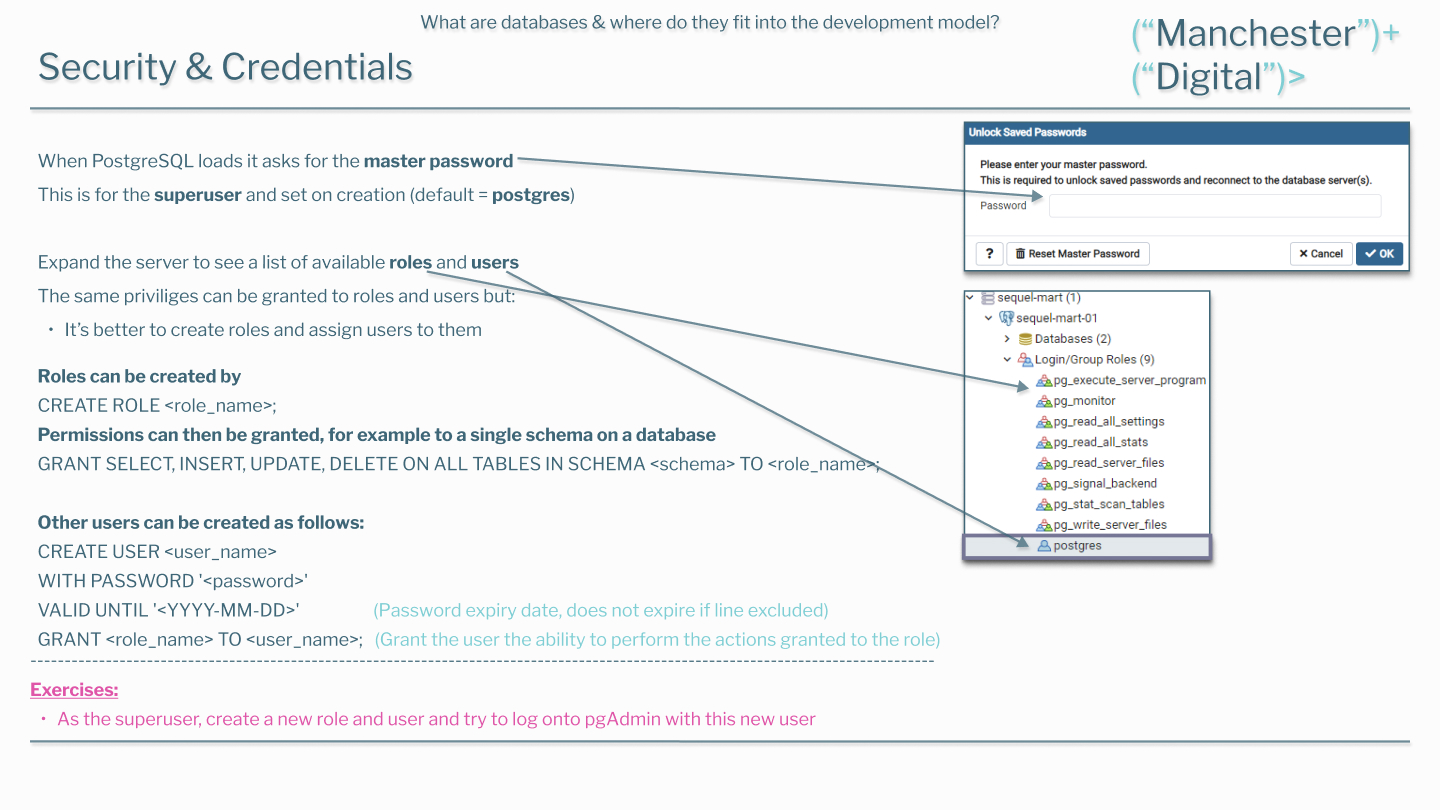 What are databases & where do they fit into the development model?
("Manchester")+
("Digital")>
Security & Credentials
When PostgreSQL loads it asks for the master password
This is for the superuser and set on creation (default = postgres)
Expand the server to see a list of available roles and users
The same priviliges can be granted to roles and users but:
• It's better to create roles and assign users to them
Roles can be created by
CREATE ROLE <role_name>;
Permissions can then be granted, for example to a single schema on a database
GRANT SELECT, INSERT, UPDATE, DELETE ON ALL TABLES IN SCHEMA <schema> TO <role_name>;
Other users can be created as follows:
CREATE USER <user_name>
WITH PASSWORD '<password>'
VALID UNTIL '<YYYY-MM-DD>' (Password expiry date, does not expire if line excluded)
GRANT <role_name> TO <user_name>; (Grant the user the ability to perform the actions granted to the role)
Exercises:
• As the superuser, create a new role and user and try to log onto pgAdmin with this new user
Unlock Saved Passwords
Please enter your master password.
This is required to unlock saved passwords and reconnect to the database server(s).
Password
? Reset Master Password Cancel OK
sequel-mart (1)
sequel-mart-01
Databases (2)
Login/Group Roles (9)
pg_execute_server_program
pg_monitor
pg_read_all_settings
pg_read_all_stats
pg_read_server_files
pg_signal_backend
pg_stat_scan_tables
pg_write_server_files
postgres